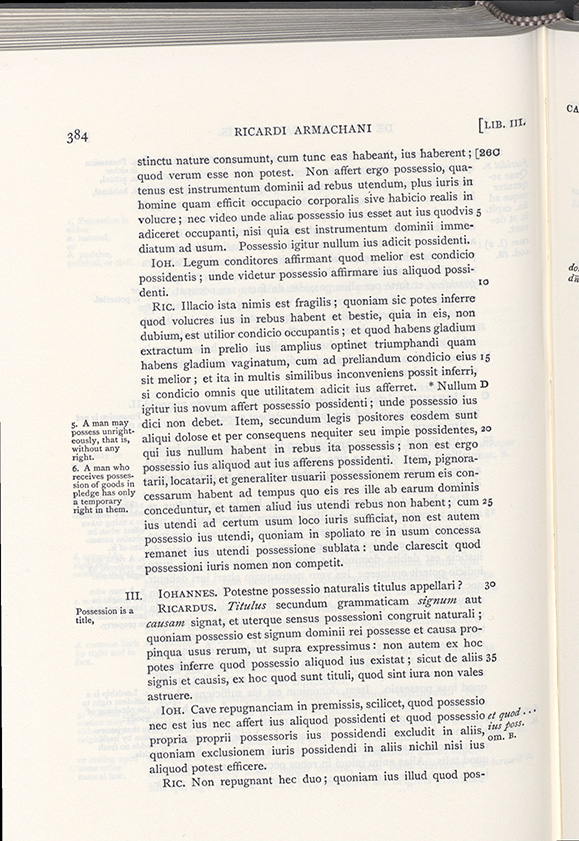 384 RICARDI ARMACHANI [LIB. III.
stinctu nature consumunt, cum tunc eas habeant, ius haberent ; [260
quod verum esse non potest. Non affert ergo possessio, qua-
tenus est instrumentum dominii ad rebus utendum, plus iuris in
homine quam efficit occupacio corporalis sive habicio realis in
volucre ; nec video unde alias possessio ius esset aut ius quodvis 5
adiceret occupanti, nisi quia est instrumentum dominii imme-
diatum ad usum. Possessio igitur nullum ius adicit possidenti.
IOH. Legum conditores affirmant quod melior est condicio
possidentis ; unde videtur possessio affirmare ius aliquod possi-
denti. 10
RIC. Illacio ista nimis est fragilis ; quoniam sic potes inferre
quod volucres ius in rebus habent et bestie, quia in eis, non
dubium, est utilior condicio occupantis ; et quod habens gladium
extractum in prelio ius amplius optinet triumphandi quam
habens gladium vaginatum, cum ad preliandum condicio eius 15
sit melior ; et ita in multis similibus inconveniens possit inferri,
si condicio omnis que utilitatem adicit ius afferret. * Nullum D
igitur ius novum affert possessio possidenti ; unde possessio ius
5. A man may
possess unright-
eously, that is,
without any
right.
dici non debet. Item, secundum legis positores eosdem sunt
aliqui dolose et per consequens nequiter seu impie possidentes, 20
qui ius nullum habent in rebus ita possessis ; non est ergo
6. A man who
receives posses-
sion of goods in
pledge has only
a temporary
right in them.
possessio ius aliquod aut ius afferens possidenti. Item, pignora-
tarii, locatarii, et generaliter usuarii possessionem rerum eis con-
cessarum habent ad tempus quo eis res ille ab earum dominis
conceduntur, et tamen aliud ius utendi rebus non habent ; cum 25
ius utendi ad certum usum loco iuris sufficiat, non est autem
possessio ius utendi, quoniam in spoliato re in usum concessa
remanet ius utendi possessione sublata : unde clarescit quod
possessioni iuris nomen non competit.
III. IOHANNES. Potestne possessio naturalis titulus appellari ? 30
Possession is a
title,
RICARDUS. Titulus secundum grammaticam signum aut
causam signat, et uterque sensus possessioni congruit naturali ;
quoniam possessio est signum dominii rei possesse et causa pro-
pinqua usus rerum, ut supra expressimus : non autem ex hoc
potes inferre quod possessio aliquod ius existat ; sicut de aliis 35
signis et causis, ex hoc quod sunt tituli, quod sint iura non vales
astruere.
IOH. Cave repugnanciam in premissis, scilicet, quod possessio
nec est ius nec affert ius aliquod possidenti et quod possessio
propria proprii possessoris ius possidendi excludit in aliis,
quoniam exclusionem iuris possidendi in aliis nichil nisi ius
aliquod potest efficere.
et quod . . .
ius poss.
om. B.
RIC. Non repugnant hec duo ; quoniam ius illud quod pos-
CA